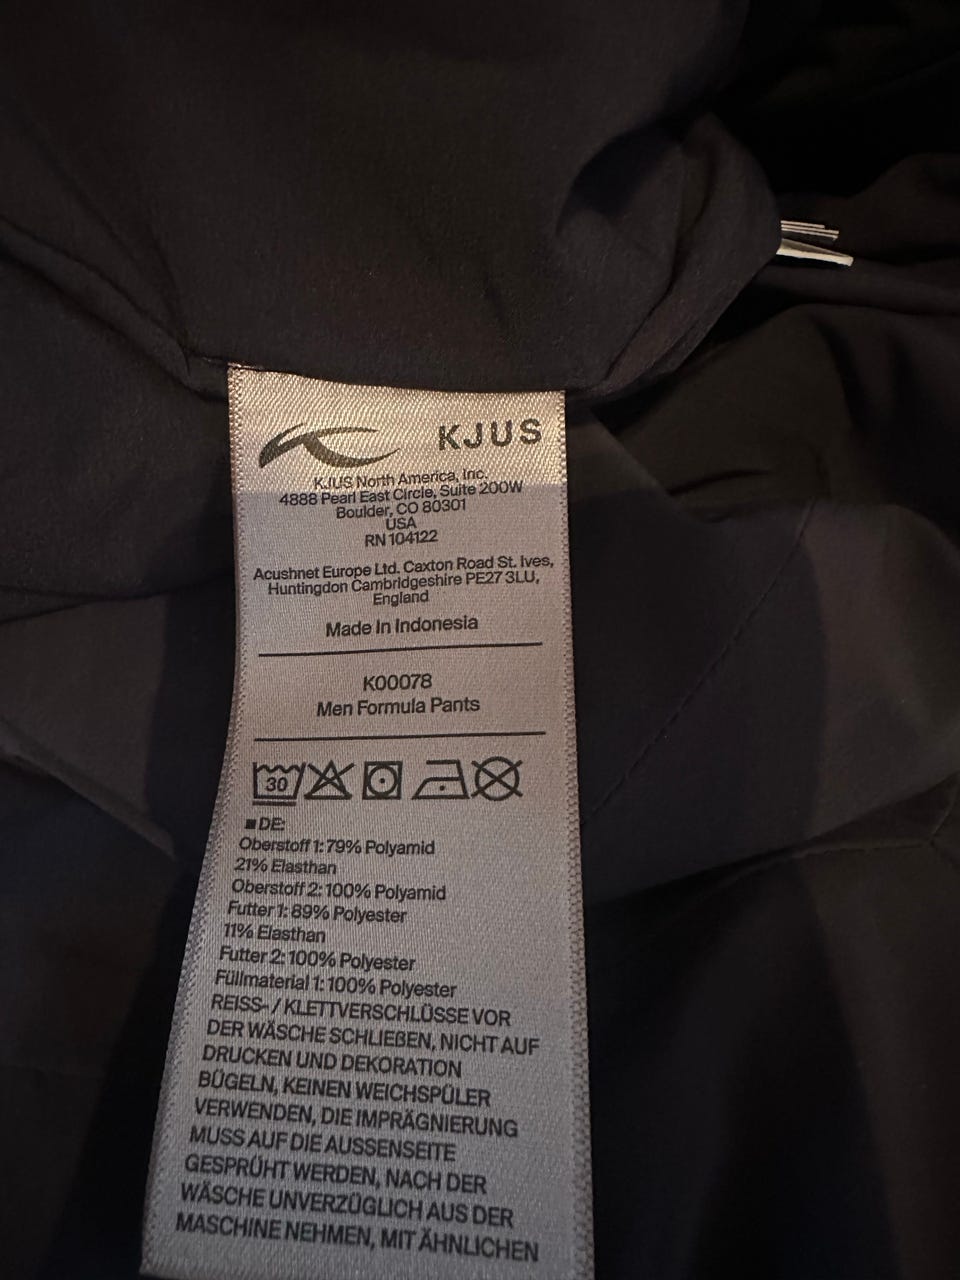 KJUS
KJUS North America, Inc.
4888 Pearl East Circle, Suite 200W
Boulder, CO 80301
USA
RN 104122
Acushnet Europe Ltd. Caxton Road St. Ives,
Huntingdon Cambridgeshire PE27 3LU,
England
Made In Indonesia
K00078
Men Formula Pants
30
DE:
Oberstoff 1: 79% Polyamid
21% Elasthan
Oberstoff 2: 100% Polyamid
Futter 1: 89% Polyester
11% Elasthan
Futter 2: 100% Polyester
Füllmaterial 1: 100% Polyester
REISS- / KLETTVERSCHLÜSSE VOR
DER WÄSCHE SCHLIEßEN, NICHT AUF
DRUCKEN UND DEKORATION
BÜGELN, KEINEN WEICHSPÜLER
VERWENDEN, DIE IMPRÄGNIERUNG
MUSS AUF DIE AUSSENSEITE
GESPRÜHT WERDEN, NACH DER
WÄSCHE UNVERZÜGLICH AUS DER
MASCHINE NEHMEN, MIT ÄHNLICHEN